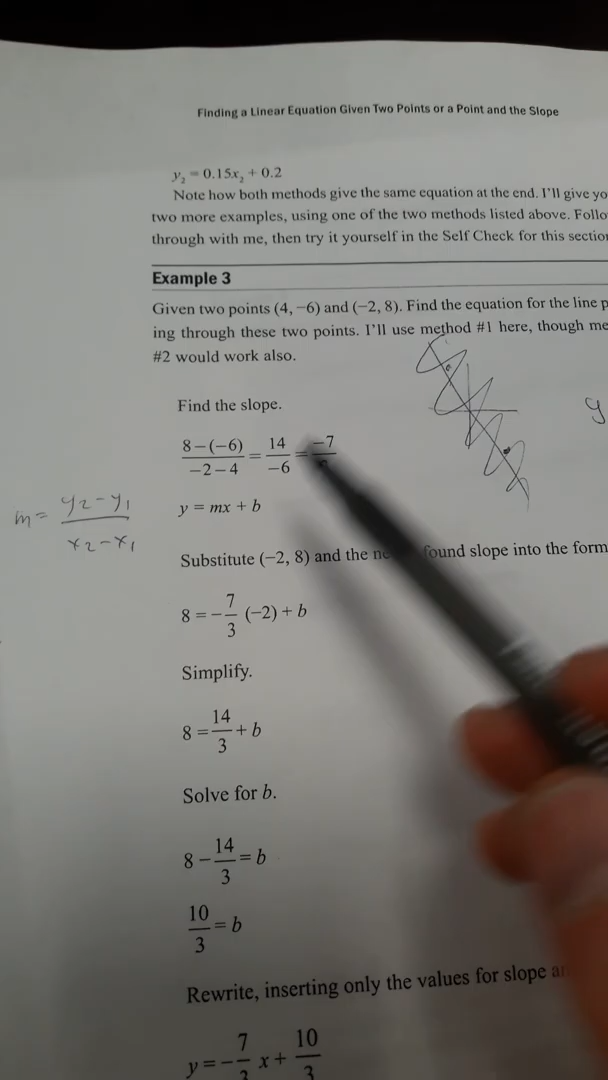 Finding a Linear Equation Given Two Points or a Point and the Slope
y₂ = 0.15x₂ + 0.2
Note how both methods give the same equation at the end. I'll give yo
two more examples, using one of the two methods listed above. Follo
through with me, then try it yourself in the Self Check for this section
Example 3
Given two points (4, −6) and (−2, 8). Find the equation for the line p
ing through these two points. I'll use method #1 here, though me
#2 would work also.
Find the slope.
8−(−6)/−2−4 = 14/−6 = −7/
y = mx + b
m = y₂−y₁/x₂−x₁
y
Substitute (−2, 8) and the found slope into the form
8 = −7/3 (−2) + b
Simplify.
8 = 14/3 + b
Solve for b.
8 − 14/3 = b
10/3 = b
Rewrite, inserting only the values for slope
y = −7/3 x + 10/3